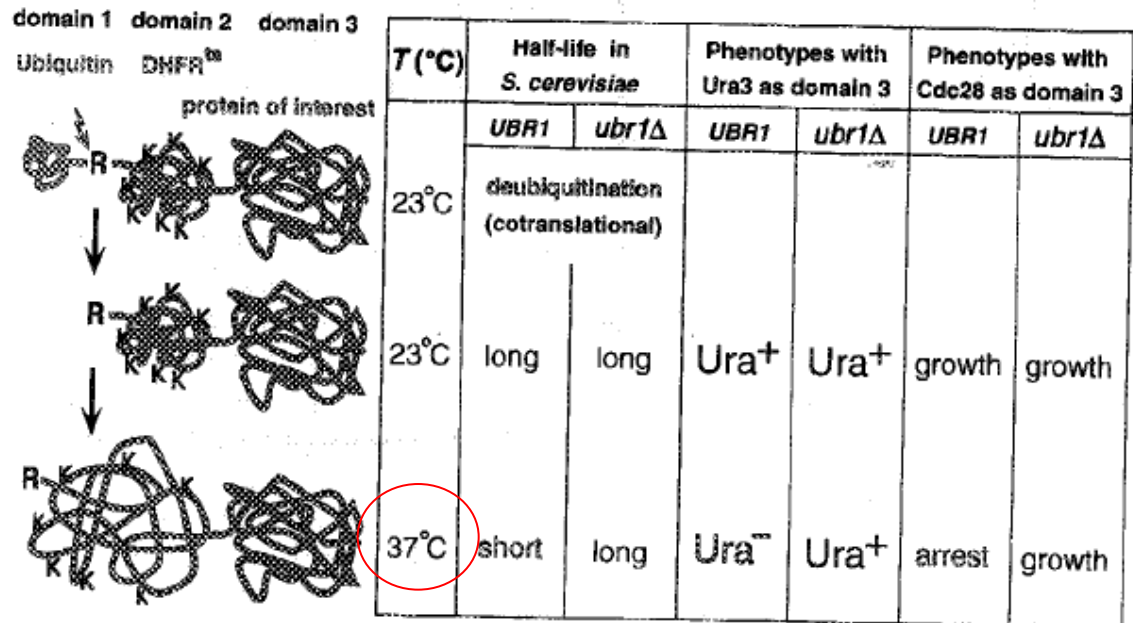 domain 1 domain 2 domain 3
Ubiquitin DHFRts
protein of interest
R
K K K K K K
R
K K K K K K
R
K K K K K K K
T (°C)
Half-life in
S. cerevisiae
Phenotypes with
Ura3 as domain 3
Phenotypes with
Cdc28 as domain 3
UBR1 ubr1Δ UBR1 ubr1Δ UBR1 ubr1Δ
23°C
deubiquitination
(cotranslational)
23°C long long Ura+ Ura+ growth growth
37°C short long Ura− Ura+ arrest growth